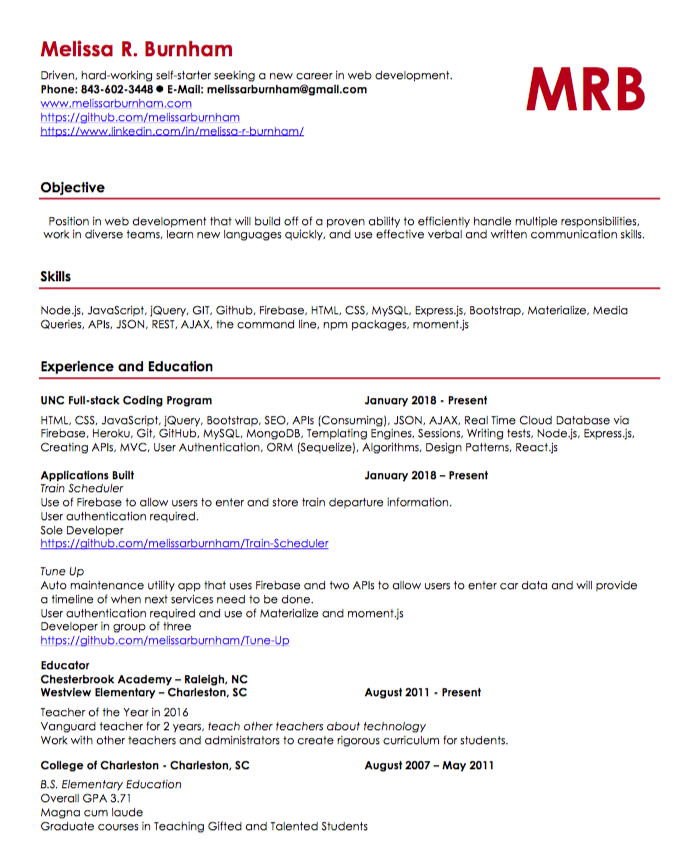 Melissa R. Burnham
MRB
Driven, hard-working self-starter seeking a new career in web development.
Phone: 843-602-3448 ● E-Mail: melissarburnham@gmail.com
www.melissarburnham.com
https://github.com/melissarburnham
https://www.linkedin.com/in/melissa-r-burnham/
Objective
Position in web development that will build off of a proven ability to efficiently handle multiple responsibilities,
work in diverse teams, learn new languages quickly, and use effective verbal and written communication skills.
Skills
Node.js, JavaScript, jQuery, GIT, Github, Firebase, HTML, CSS, MySQL, Express.js, Bootstrap, Materialize, Media
Queries, APIs, JSON, REST, AJAX, the command line, npm packages, moment.js
Experience and Education
UNC Full-stack Coding Program January 2018 - Present
HTML, CSS, JavaScript, jQuery, Bootstrap, SEO, APIs (Consuming), JSON, AJAX, Real Time Cloud Database via
Firebase, Heroku, Git, GitHub, MySQL, MongoDB, Templating Engines, Sessions, Writing tests, Node.js, Express.js,
Creating APIs, MVC, User Authentication, ORM (Sequelize), Algorithms, Design Patterns, React.js
Applications Built January 2018 – Present
Train Scheduler
Use of Firebase to allow users to enter and store train departure information.
User authentication required.
Sole Developer
https://github.com/melissarburnham/Train-Scheduler
Tune Up
Auto maintenance utility app that uses Firebase and two APIs to allow users to enter car data and will provide
a timeline of when next services need to be done.
User authentication required and use of Materialize and moment.js
Developer in group of three
https://github.com/melissarburnham/Tune-Up
Educator
Chesterbrook Academy – Raleigh, NC
Westview Elementary – Charleston, SC August 2011 - Present
Teacher of the Year in 2016
Vanguard teacher for 2 years, teach other teachers about technology
Work with other teachers and administrators to create rigorous curriculum for students.
College of Charleston - Charleston, SC August 2007 – May 2011
B.S. Elementary Education
Overall GPA 3.71
Magna cum laude
Graduate courses in Teaching Gifted and Talented Students